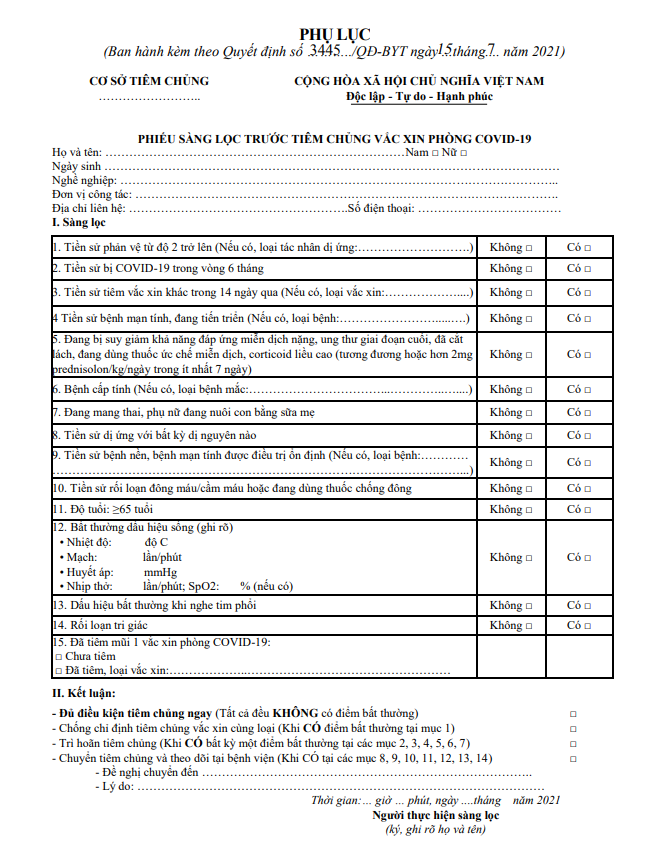 PHỤ LỤC
(Ban hành kèm theo Quyết định số 3445.../QĐ-BYT ngày 15 tháng 7.. năm 2021)
CƠ SỞ TIÊM CHỦNG
……………………..
CỘNG HÒA XÃ HỘI CHỦ NGHĨA VIỆT NAM
Độc lập - Tự do - Hạnh phúc
PHIẾU SÀNG LỌC TRƯỚC TIÊM CHỦNG VẮC XIN PHÒNG COVID-19
Họ và tên: ………………………………………………Nam □ Nữ □
Ngày sinh ……………………………………………………………………
Nghề nghiệp: …………………………………………………………………..
Đơn vị công tác: ……………………………………………………………….
Địa chỉ liên hệ: ………………………………….Số điện thoại: ………………………
I. Sàng lọc
1. Tiền sử phản vệ từ độ 2 trở lên (Nếu có, loại tác nhân dị ứng:……………………….) Không □ Có □
2. Tiền sử bị COVID-19 trong vòng 6 tháng Không □ Có □
3. Tiền sử tiêm vắc xin khác trong 14 ngày qua (Nếu có, loại vắc xin:………………....) Không □ Có □
4 Tiền sử bệnh mạn tính, đang tiến triển (Nếu có, loại bệnh:…………………......….) Không □ Có □
5. Đang bị suy giảm khả năng đáp ứng miễn dịch nặng, ung thư giai đoạn cuối, đã cắt
lách, đang dùng thuốc ức chế miễn dịch, corticoid liều cao (tương đương hoặc hơn 2mg
prednisolon/kg/ngày trong ít nhất 7 ngày) Không □ Có □
6. Bệnh cấp tính (Nếu có, loại bệnh mắc:……………………...…………..…....) Không □ Có □
7. Đang mang thai, phụ nữ đang nuôi con bằng sữa mẹ Không □ Có □
8. Tiền sử dị ứng với bất kỳ dị nguyên nào Không □ Có □
9. Tiền sử bệnh nền, bệnh mạn tính được điều trị ổn định (Nếu có, loại bệnh:…………
……………………………………………………………………...) Không □ Có □
10. Tiền sử rối loạn đông máu/cầm máu hoặc đang dùng thuốc chống đông Không □ Có □
11. Độ tuổi: ≥65 tuổi Không □ Có □
12. Bất thường dấu hiệu sống (ghi rõ)
• Nhiệt độ: độ C
• Mạch: lần/phút
• Huyết áp: mmHg
• Nhịp thở: lần/phút; SpO2: % (nếu có) Không □ Có □
13. Dấu hiệu bất thường khi nghe tim phổi Không □ Có □
14. Rối loạn tri giác Không □ Có □
15. Đã tiêm mũi 1 vắc xin phòng COVID-19:
□ Chưa tiêm
□ Đã tiêm, loại vắc xin:…………………………………………
II. Kết luận:
- Đủ điều kiện tiêm chủng ngay (Tất cả đều KHÔNG có điểm bất thường) □
- Chống chỉ định tiêm chủng vắc xin cùng loại (Khi CÓ điểm bất thường tại mục 1) □
- Trì hoãn tiêm chủng (Khi CÓ bất kỳ một điểm bất thường tại các mục 2, 3, 4, 5, 6, 7) □
- Chuyển tiêm chủng và theo dõi tại bệnh viện (Khi CÓ tại các mục 8, 9, 10, 11, 12, 13, 14) □
- Đề nghị chuyển đến …………………………………………………..
- Lý do: …………………………………………………………………
Thời gian:… giờ … phút, ngày ....tháng năm 2021
Người thực hiện sàng lọc
(ký, ghi rõ họ và tên)